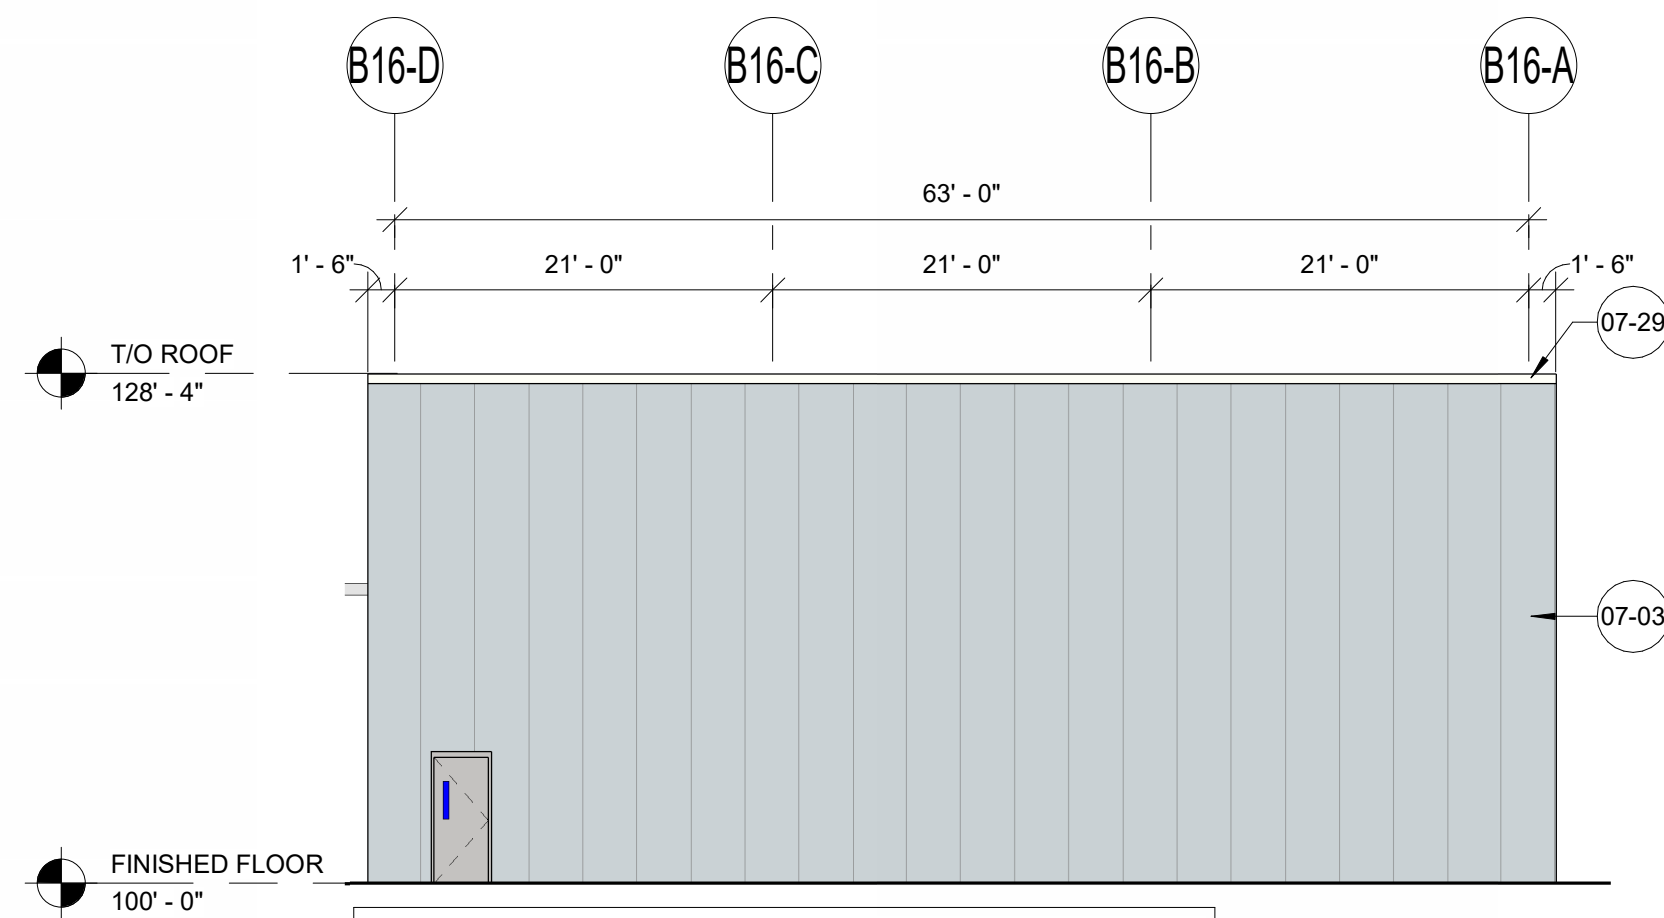 B16-D B16-C B16-B B16-A
63' - 0"
1' - 6" 21' - 0" 21' - 0" 21' - 0" 1' - 6"
07-29
T/O ROOF
128' - 4"
07-03
FINISHED FLOOR
100' - 0"